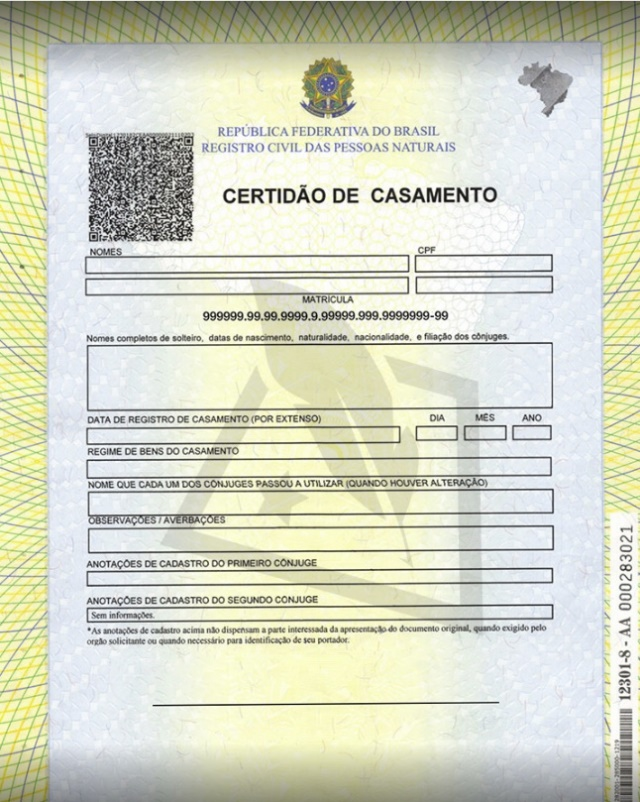 REPÚBLICA FEDERATIVA DO BRASIL
REGISTRO CIVIL DAS PESSOAS NATURAIS
CERTIDÃO DE CASAMENTO
NOMES
CPF
MATRÍCULA
999999.99.99.9999.9.99999.999.9999999-99
Nomes completos de solteiro, datas de nascimento, naturalidade, nacionalidade, e filiação dos cônjuges.
DATA DE REGISTRO DE CASAMENTO (POR EXTENSO)
DIA
MÊS
ANO
REGIME DE BENS DO CASAMENTO
NOME QUE CADA UM DOS CÔNJUGES PASSOU A UTILIZAR (QUANDO HOUVER ALTERAÇÃO)
OBSERVAÇÕES / AVERBAÇÕES
ANOTAÇÕES DE CADASTRO DO PRIMEIRO CÔNJUGE
ANOTAÇÕES DE CADASTRO DO SEGUNDO CONJUGE
Sem informações.
*As anotações de cadastro acima não dispensam a parte interessada da apresentação do documento original, quando exigido pelo
orgão solicitante ou quando necessário para identificação de seu portador.
12301-8 - AA 000283021